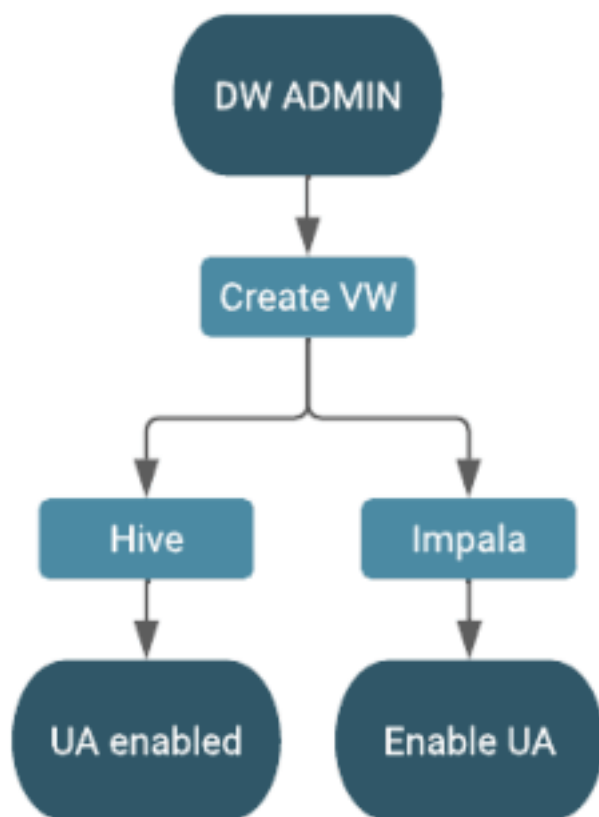 DW ADMIN
Create VW
Hive
Impala
UA enabled
Enable UA